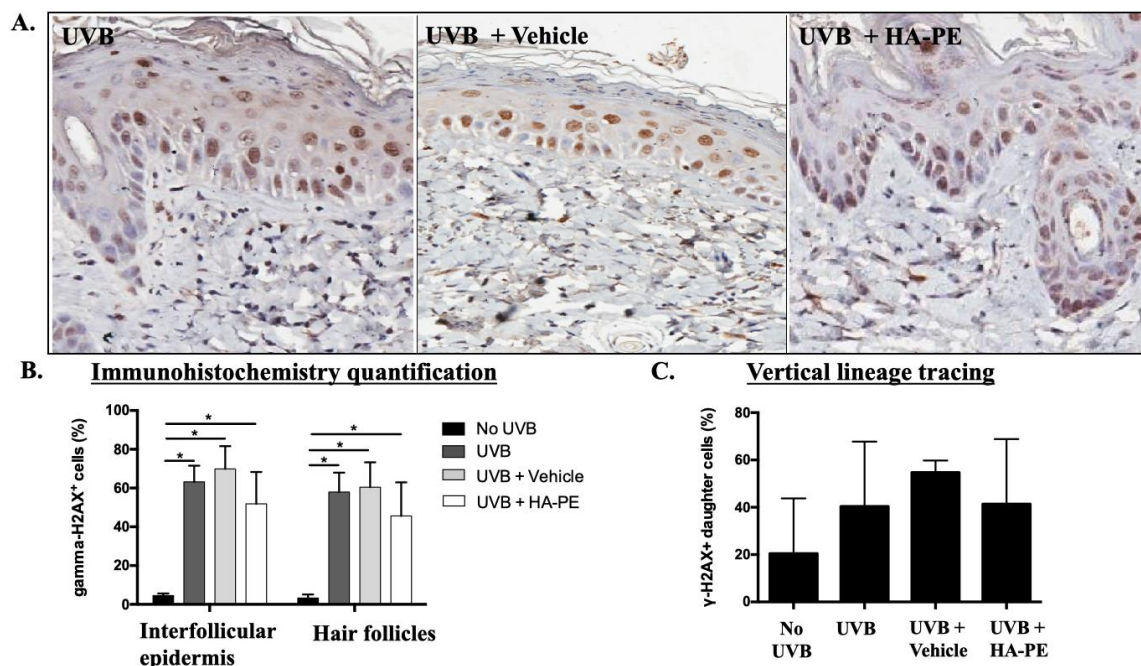 A.
UVB
UVB + Vehicle
UVB + HA-PE
B.
Immunohistochemistry quantification
gamma-H2AX⁺ cells (%)
100
80
60
40
20
0
*
*
*
*
*
*
No UVB
UVB
UVB + Vehicle
UVB + HA-PE
Interfollicular
epidermis
Hair follicles
C.
Vertical lineage tracing
γ-H2AX+ daughter cells (%)
80
60
40
20
0
No
UVB
UVB
UVB +
Vehicle
UVB +
HA-PE